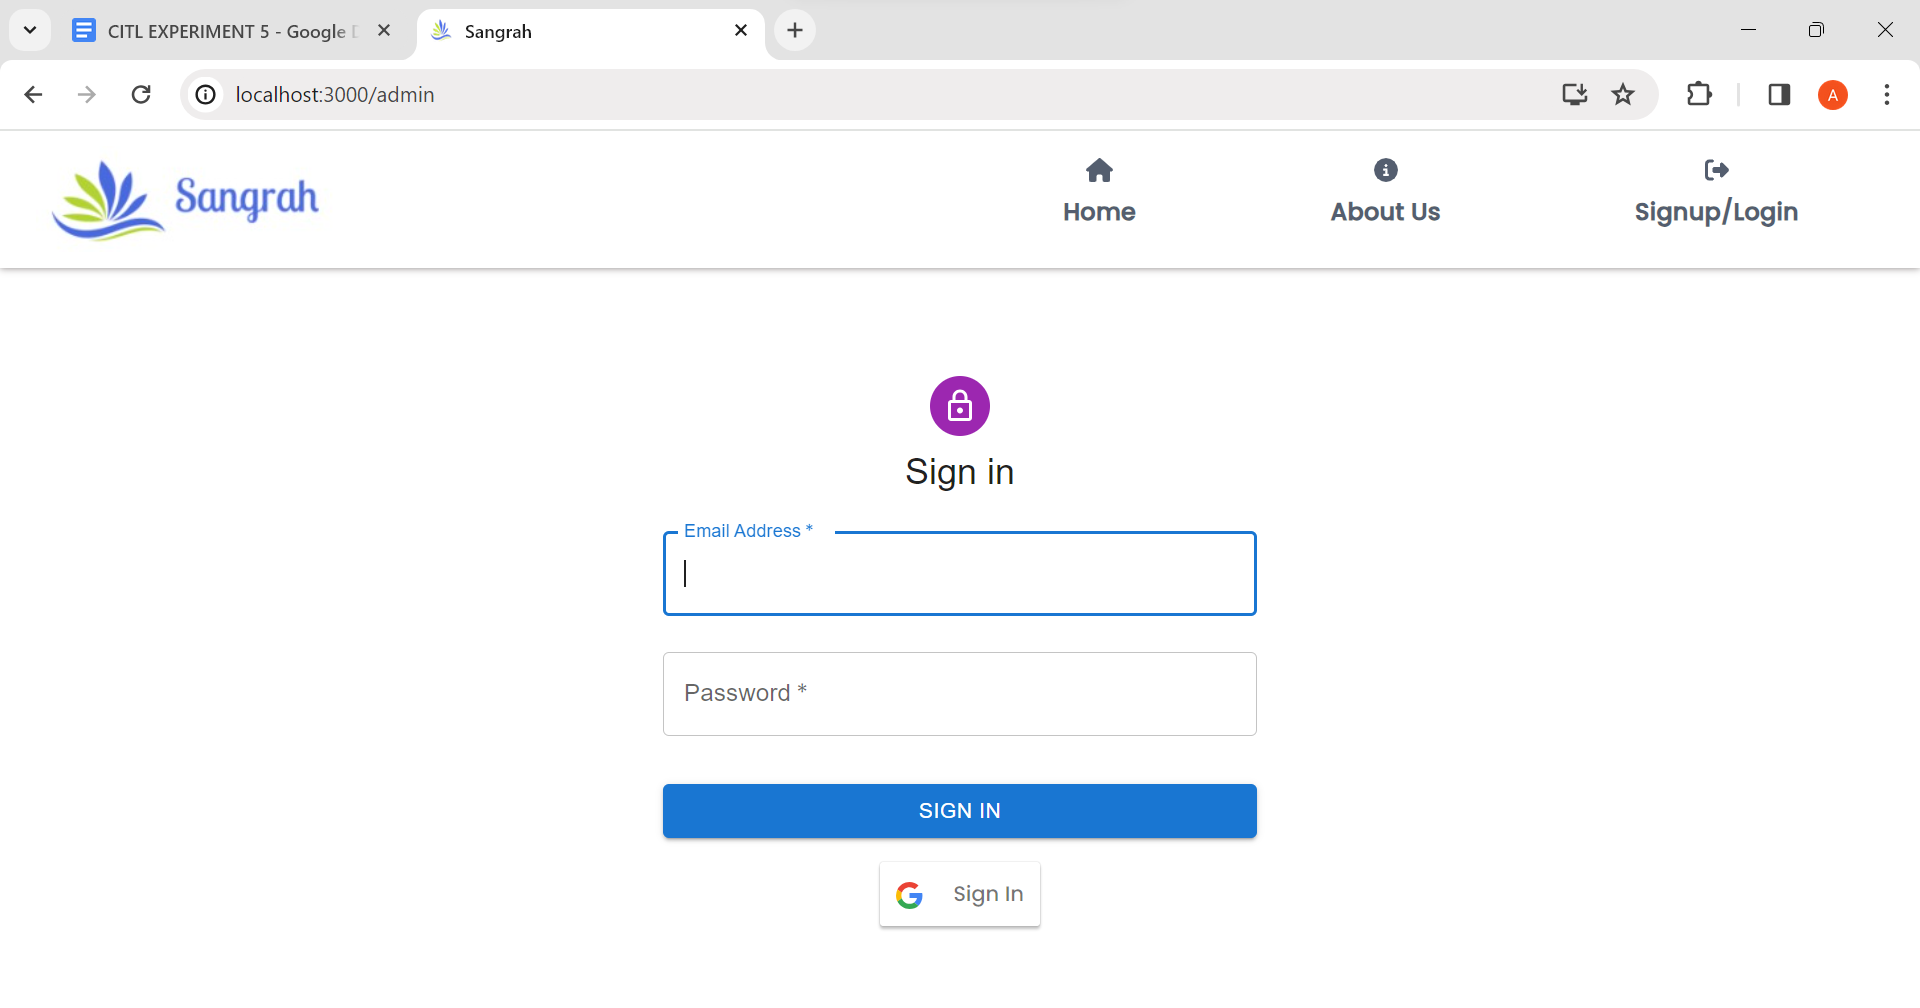 CITL EXPERIMENT 5 - Google
Sangrah
localhost:3000/admin
A
Sangrah
Home
About Us
Signup/Login
Sign in
Email Address *
Password *
SIGN IN
Sign In